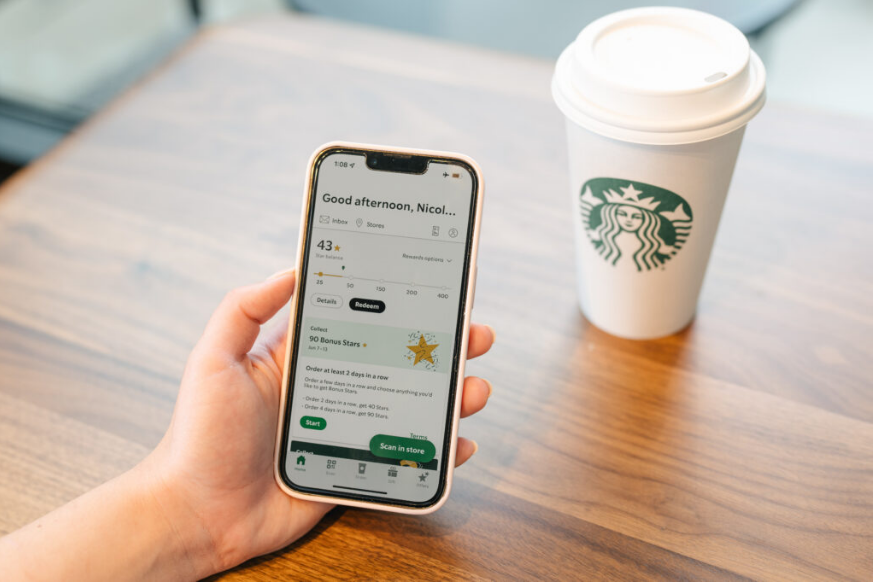 1:08
Good afternoon, Nicol...
Inbox Stores
43
Star balance
Rewards options
25 50 150 200 400
Details Redeem
Collect
90 Bonus Stars
Jun 7–13
Order at least 2 days in a row
Order a few days in a row and choose anything you'd
like to get Bonus Stars.
- Order 2 days in a row, get 40 Stars
- Order 4 days in a row, get 90 Stars
Start
Terms
Collect
Scan in store
Home Scan Order Gift Offers